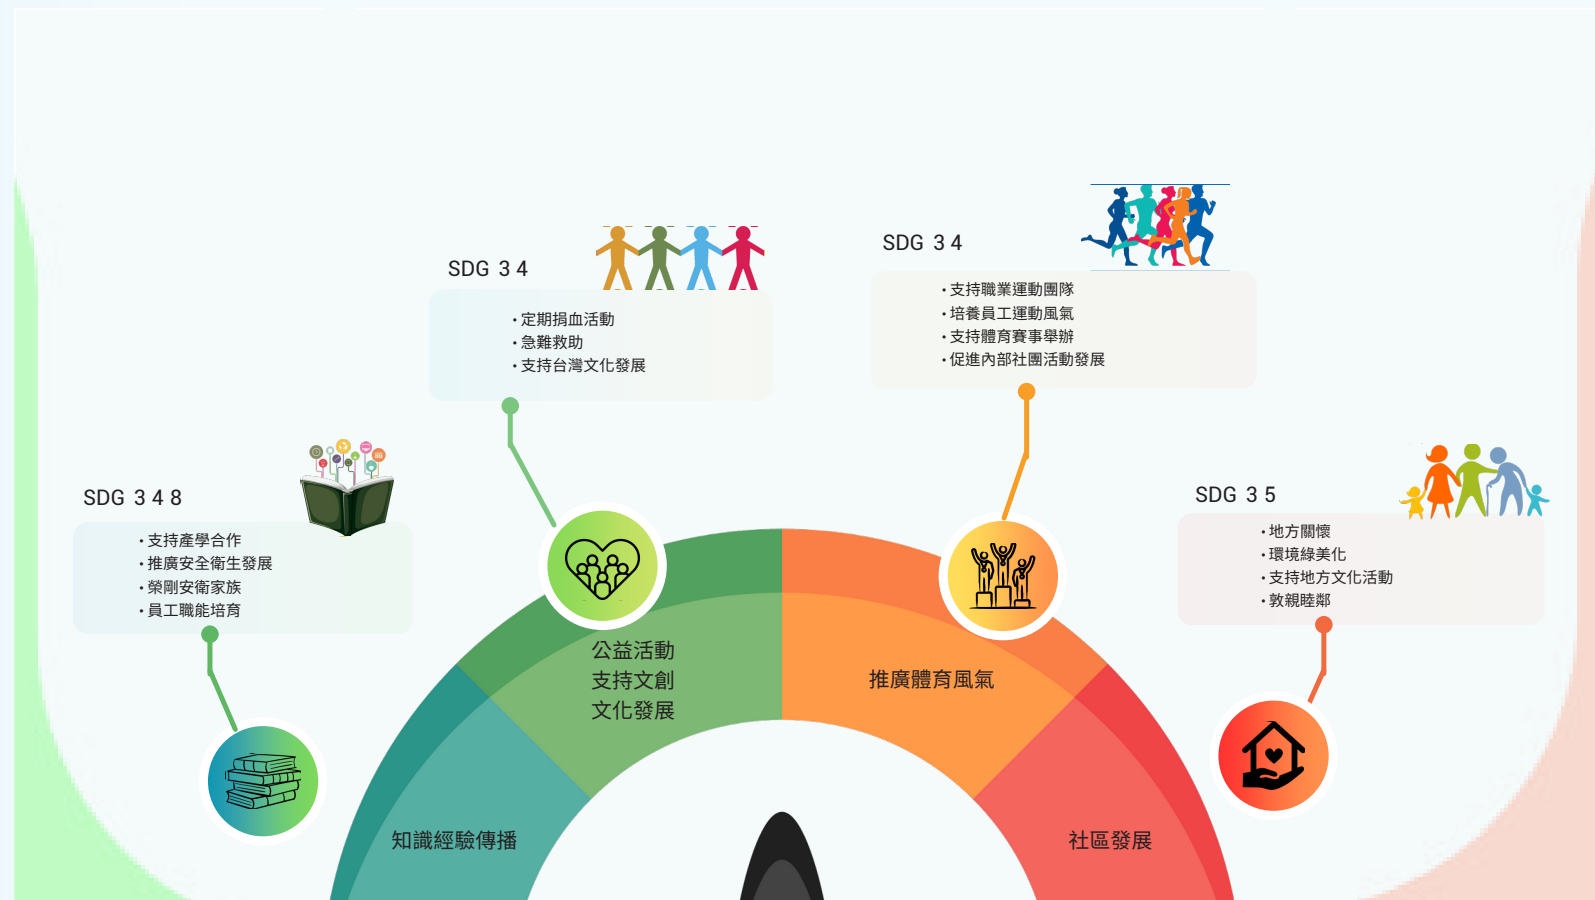 SDG 3 4 8
・支持產學合作
・推廣安全衛生發展
・榮剛安衛家族
・員工職能培育
知識經驗傳播
SDG 3 4
・定期捐血活動
・急難救助
・支持台灣文化發展
公益活動
支持文創
文化發展
SDG 3 4
・支持職業運動團隊
・培養員工運動風氣
・支持體育賽事舉辦
・促進內部社團活動發展
推廣體育風氣
SDG 3 5
・地方關懷
・環境綠美化
・支持地方文化活動
・敦親睦鄰
社區發展